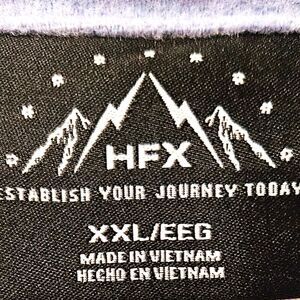 HFX
ESTABLISH YOUR JOURNEY TODAY
XXL/EEG
MADE IN VIETNAM
HECHO EN VIETNAM